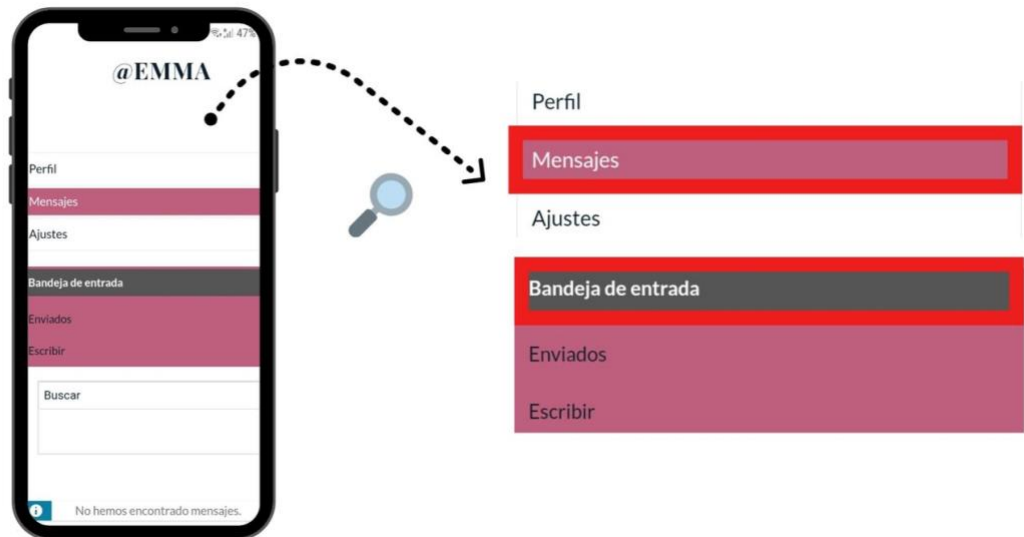 47%
@EMMA
Perfil
Mensajes
Ajustes
Bandeja de entrada
Enviados
Escribir
Buscar
No hemos encontrado mensajes.
Perfil
Mensajes
Ajustes
Bandeja de entrada
Enviados
Escribir